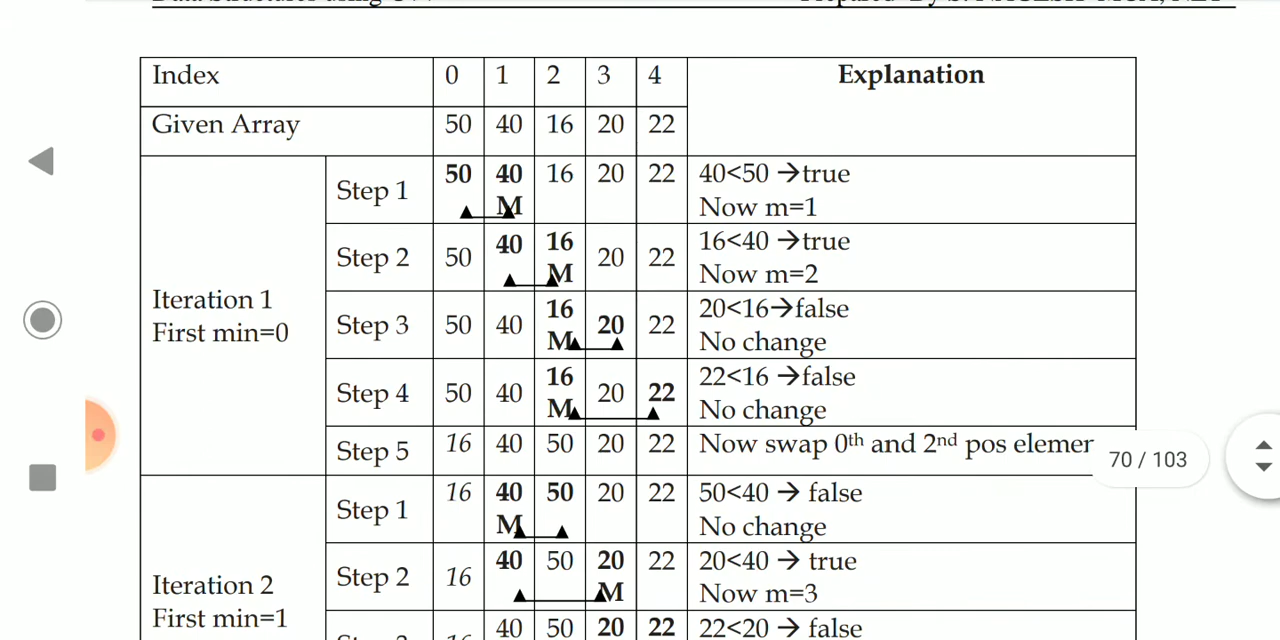 Index 0 1 2 3 4 Explanation
Given Array 50 40 16 20 22
Iteration 1
First min=0
Step 1 50 40 16 20 22 40<50 →true
M Now m=1
Step 2 50 40 16 20 22 16<40 →true
M Now m=2
Step 3 50 40 16 20 22 20<16→false
M No change
Step 4 50 40 16 20 22 22<16 →false
M No change
Step 5 16 40 50 20 22 Now swap 0th and 2nd pos elemer
70 / 103
Iteration 2
First min=1
Step 1 16 40 50 20 22 50<40 → false
M No change
Step 2 16 40 50 20 22 20<40 → true
M Now m=3
40 50 20 22 22<20 → false